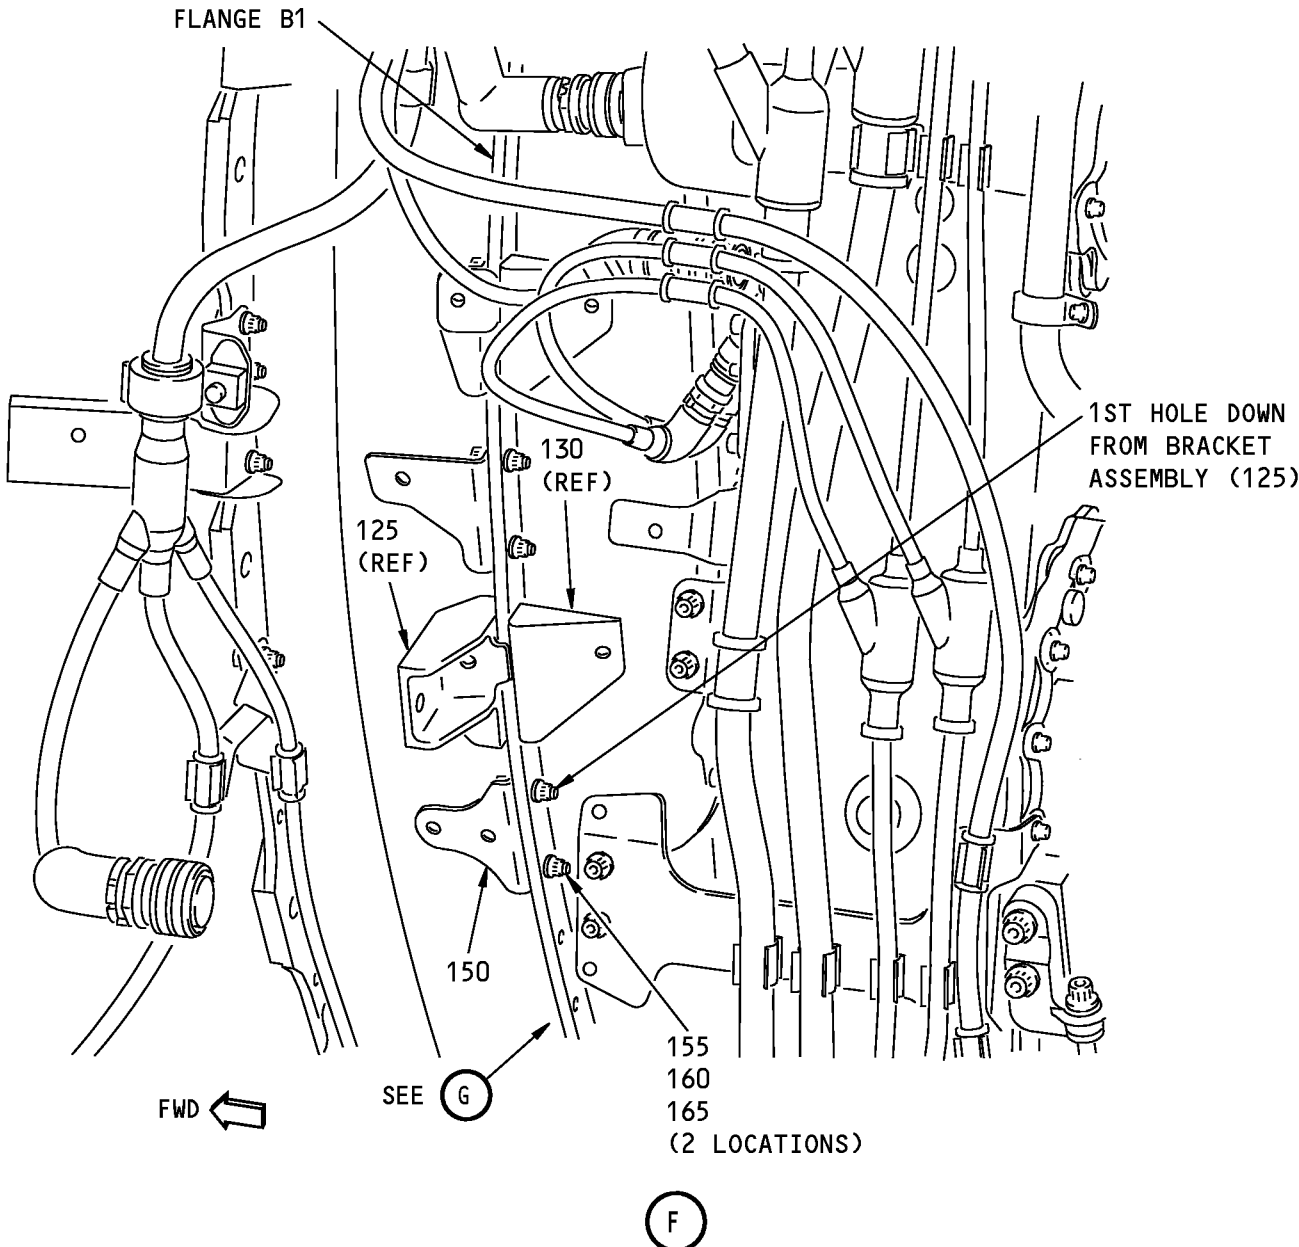 FLANGE B1
1ST HOLE DOWN
FROM BRACKET
ASSEMBLY (125)
130
(REF)
125
(REF)
150
155
160
165
(2 LOCATIONS)
SEE G
FWD
F